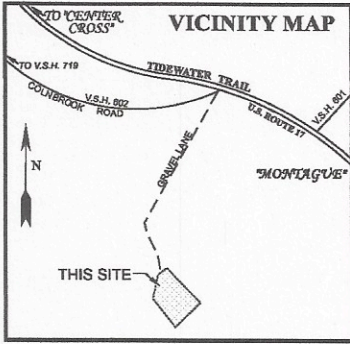 VICINITY MAP
TO "CENTER
CROSS"
TO V.S.H. 719
TIDEWATER TRAIL
U.S. ROUTE 17
V.S.H. 602
COLNBROOK
ROAD
V.S.H. 601
GRAVEL LANE
"MONTAGUE"
N
THIS SITE